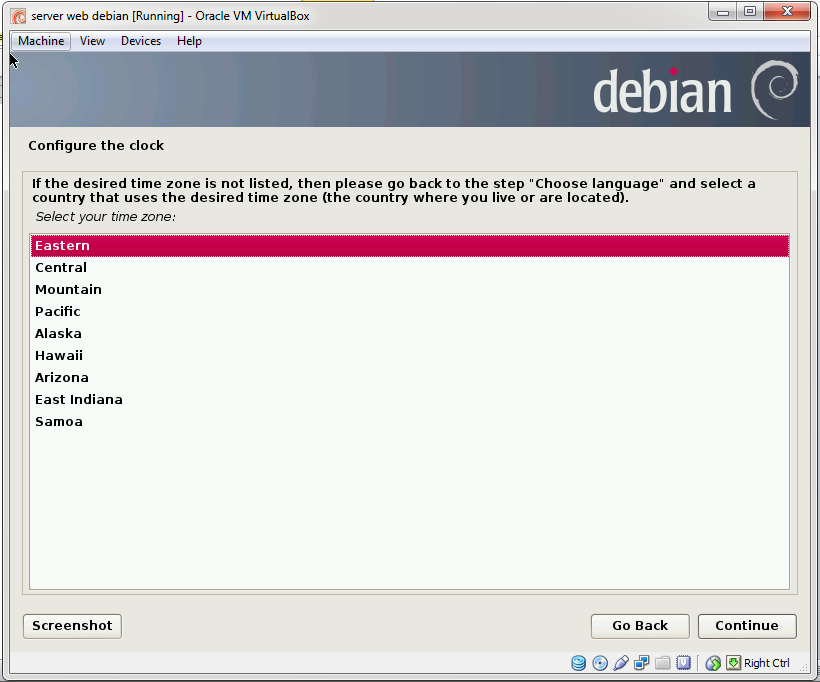 server web debian [Running] - Oracle VM VirtualBox
Machine View Devices Help
debian
Configure the clock
If the desired time zone is not listed, then please go back to the step "Choose language" and select a
country that uses the desired time zone (the country where you live or are located).
Select your time zone:
Eastern
Central
Mountain
Pacific
Alaska
Hawaii
Arizona
East Indiana
Samoa
Screenshot Go Back Continue
Right Ctrl